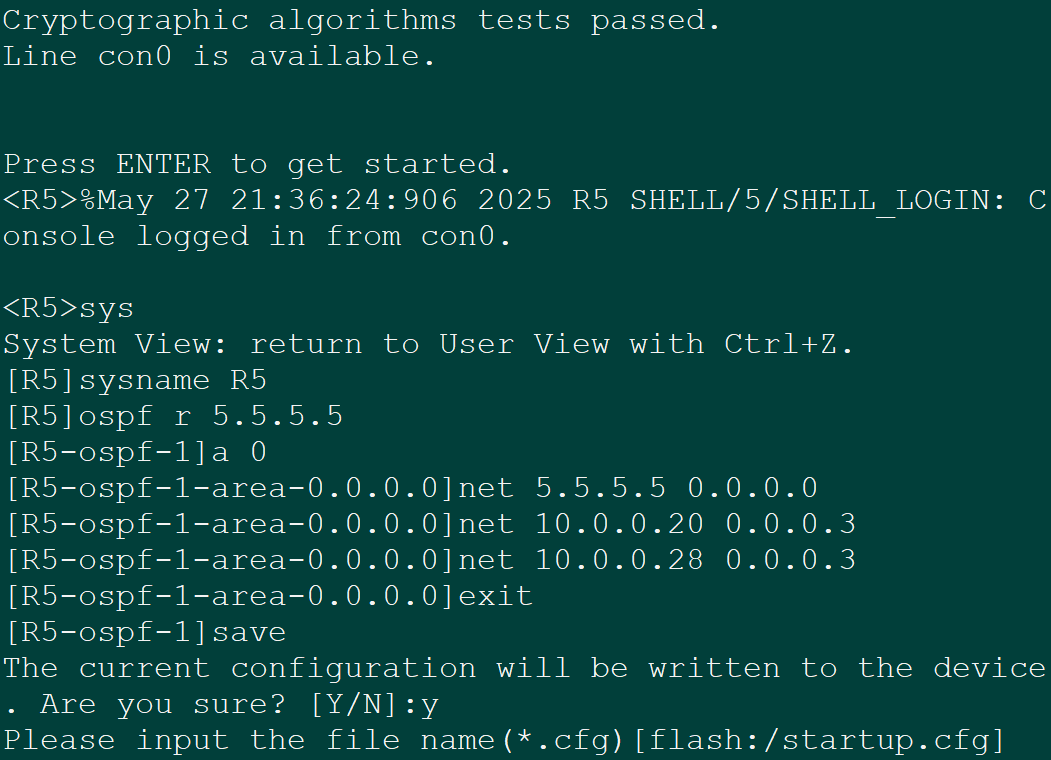 Cryptographic algorithms tests passed.
Line con0 is available.
Press ENTER to get started.
<R5>%May 27 21:36:24:906 2025 R5 SHELL/5/SHELL_LOGIN: C
onsole logged in from con0.
<R5>sys
System View: return to User View with Ctrl+Z.
[R5]sysname R5
[R5]ospf r 5.5.5.5
[R5-ospf-1]a 0
[R5-ospf-1-area-0.0.0.0]net 5.5.5.5 0.0.0.0
[R5-ospf-1-area-0.0.0.0]net 10.0.0.20 0.0.0.3
[R5-ospf-1-area-0.0.0.0]net 10.0.0.28 0.0.0.3
[R5-ospf-1-area-0.0.0.0]exit
[R5-ospf-1]save
The current configuration will be written to the device
. Are you sure? [Y/N]:y
Please input the file name(*.cfg)[flash:/startup.cfg]